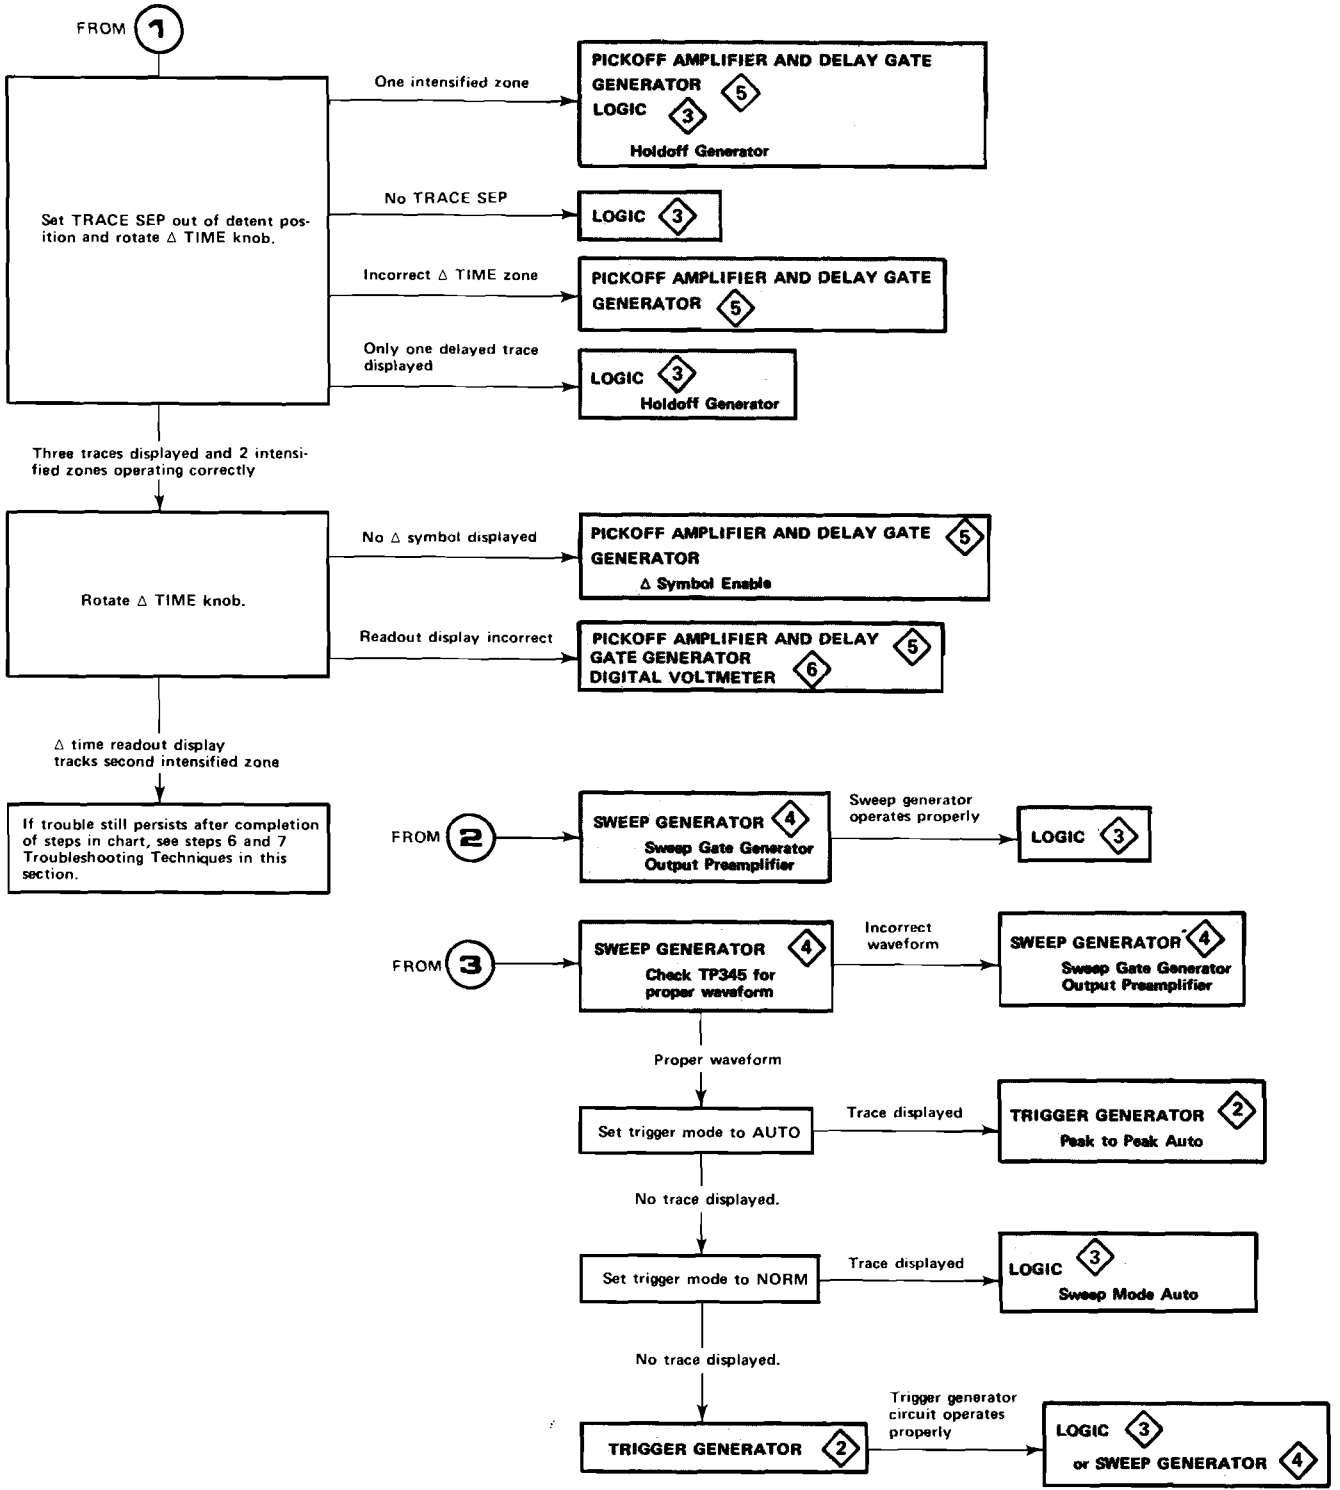 FROM 1
One intensified zone
PICKOFF AMPLIFIER AND DELAY GATE
GENERATOR 5
LOGIC 3
Holdoff Generator
Set TRACE SEP out of detent pos-
ition and rotate Δ TIME knob.
No TRACE SEP
LOGIC 3
Incorrect Δ TIME zone
PICKOFF AMPLIFIER AND DELAY GATE
GENERATOR 5
Only one delayed trace
displayed
LOGIC 3
Holdoff Generator
Three traces displayed and 2 intensi-
fied zones operating correctly
Rotate Δ TIME knob.
No Δ symbol displayed
PICKOFF AMPLIFIER AND DELAY GATE 5
GENERATOR
Δ Symbol Enable
Readout display incorrect
PICKOFF AMPLIFIER AND DELAY 5
GATE GENERATOR
DIGITAL VOLTMETER 6
Δ time readout display
tracks second intensified zone
If trouble still persists after completion
of steps in chart, see steps 6 and 7
Troubleshooting Techniques in this
section.
FROM 2
SWEEP GENERATOR 4
Sweep Gate Generator
Output Preamplifier
Sweep generator
operates properly
LOGIC 3
FROM 3
SWEEP GENERATOR 4
Check TP345 for
proper waveform
Incorrect
waveform
SWEEP GENERATOR 4
Sweep Gate Generator
Output Preamplifier
Proper waveform
Set trigger mode to AUTO
Trace displayed
TRIGGER GENERATOR 2
Peak to Peak Auto
No trace displayed.
Set trigger mode to NORM
Trace displayed
LOGIC 3
Sweep Mode Auto
No trace displayed.
TRIGGER GENERATOR 2
Trigger generator
circuit operates
properly
LOGIC 3
or SWEEP GENERATOR 4